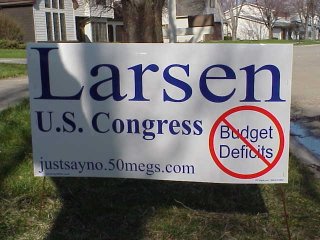 Larsen
U.S. Congress
Budget
Deficits
justsayno.50megs.com